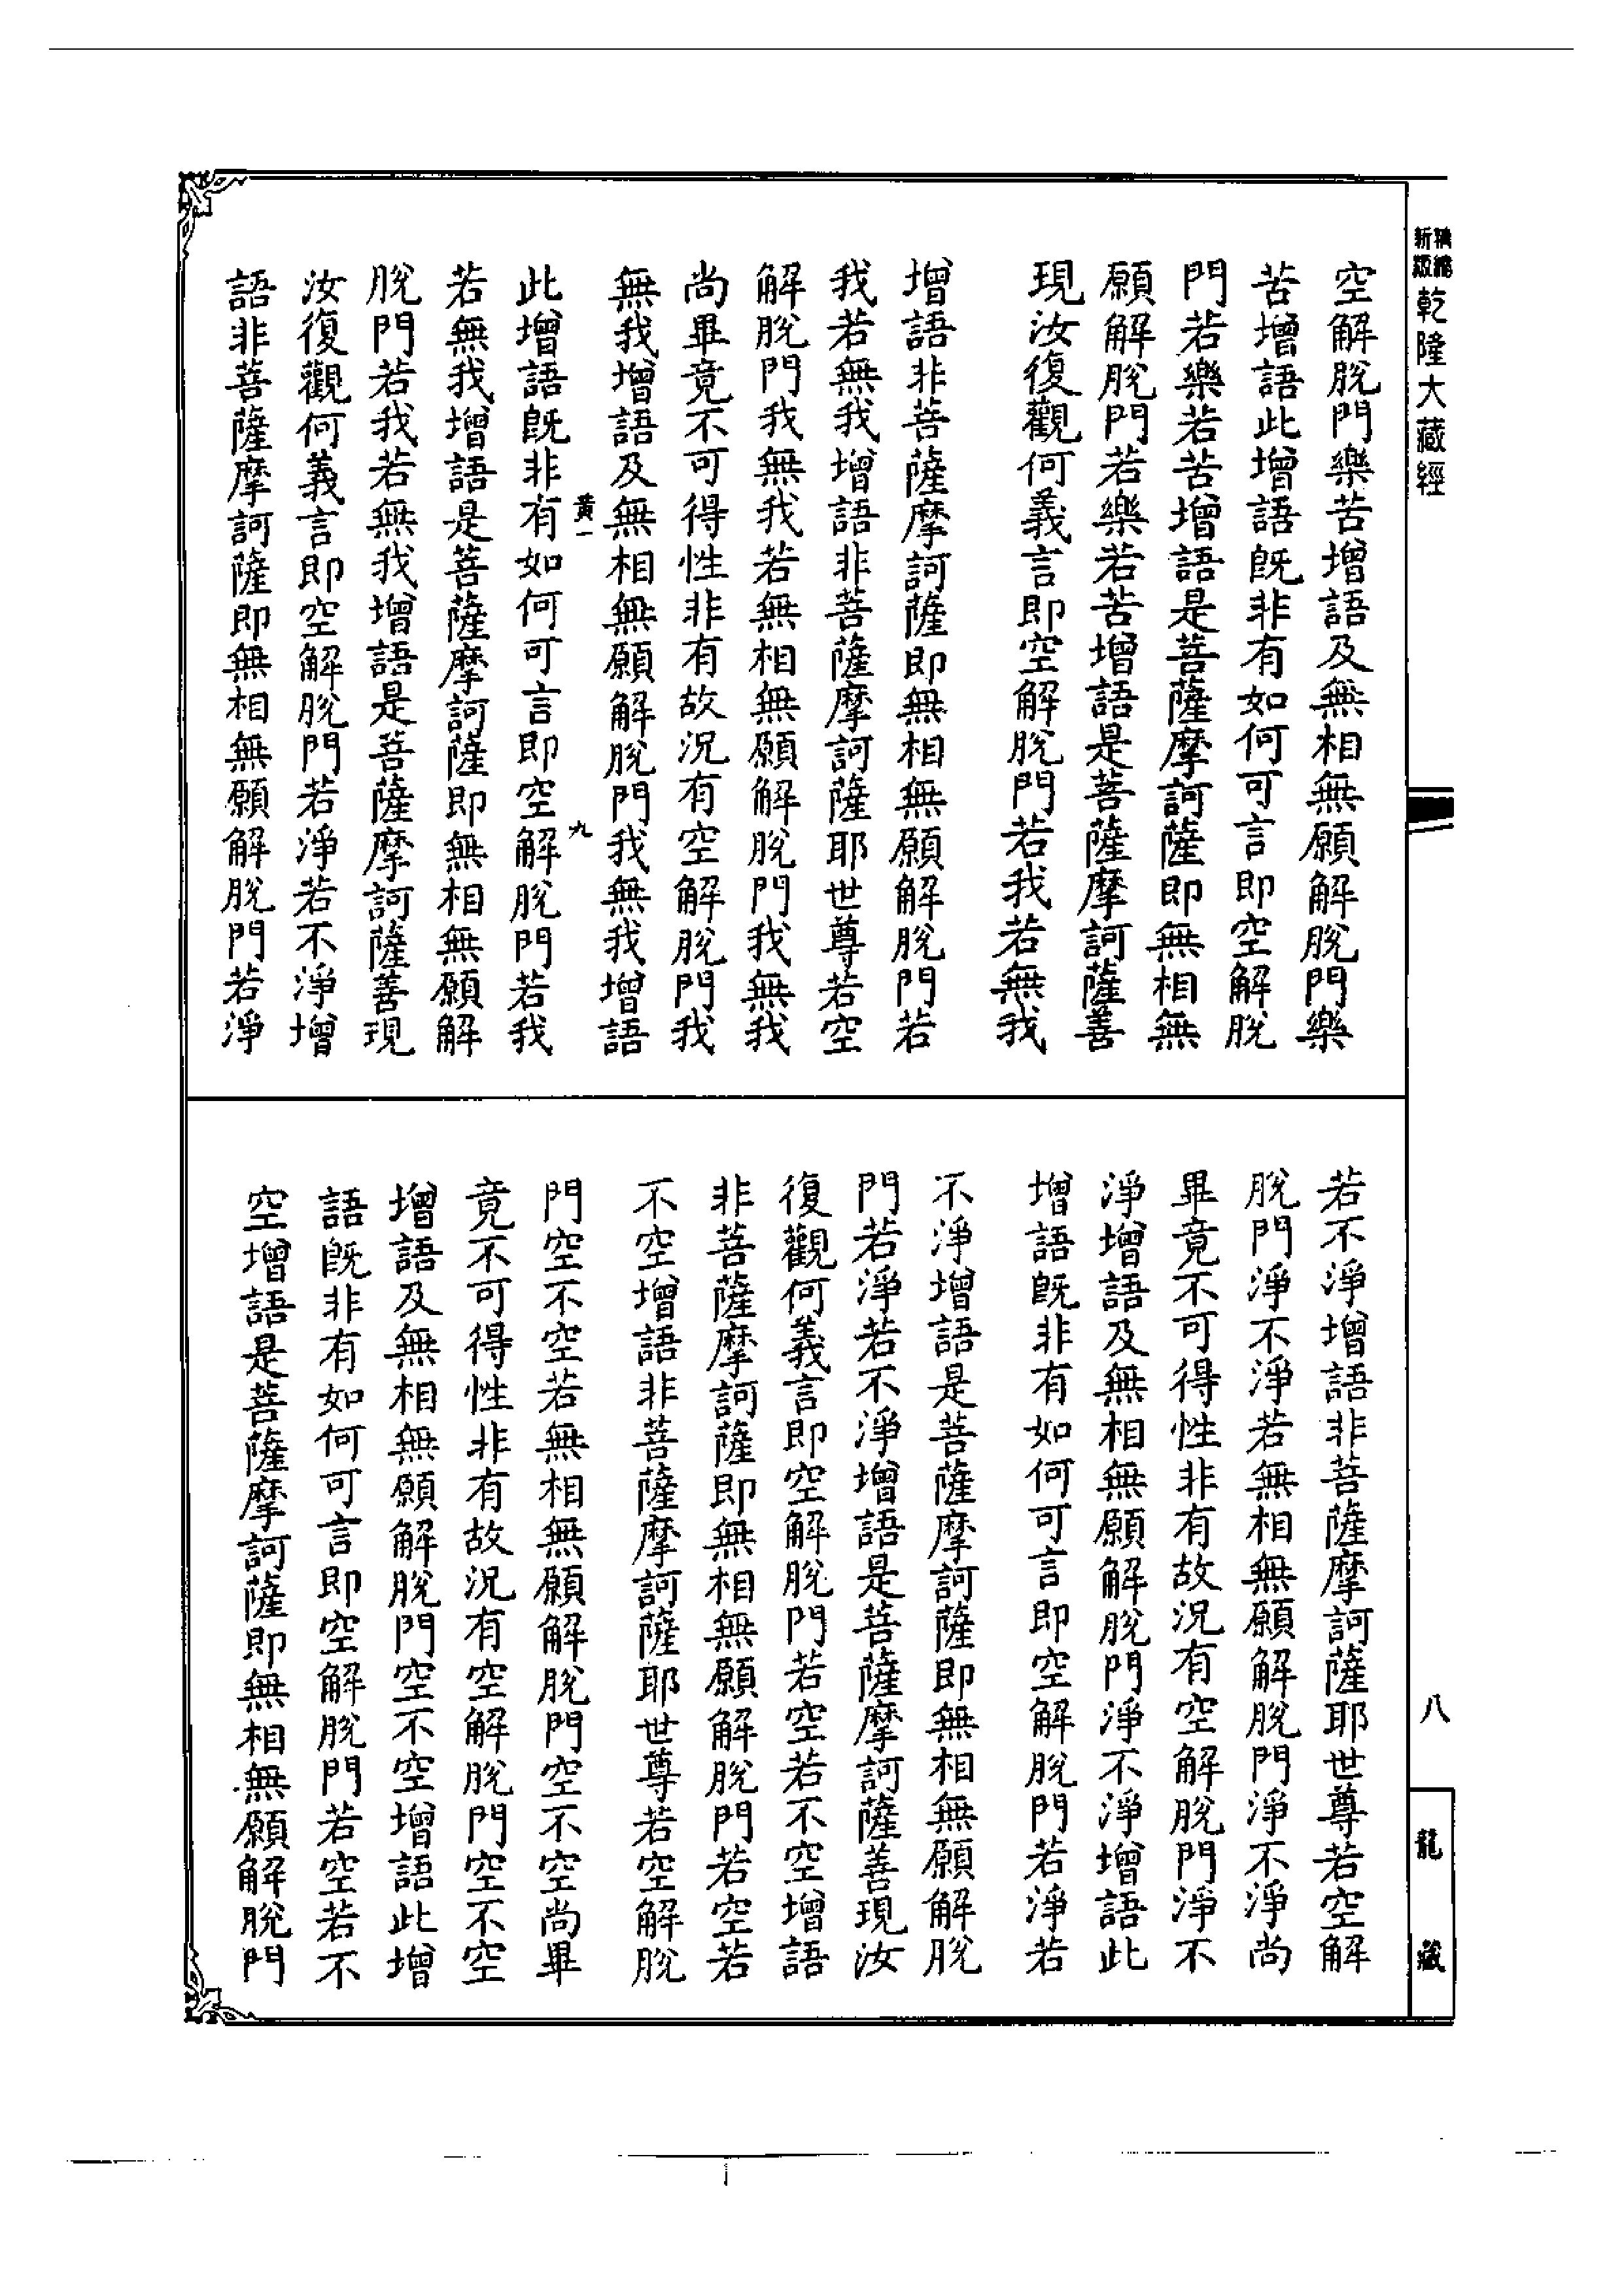 新編縮版乾隆大藏經
空解脫門樂苦增語及無相無願解脫門樂
苦增語此增語既非有如何可言即空解脫
門若樂若苦增語是菩薩摩訶薩即無相無
願解脫門若樂若苦增語是菩薩摩訶薩善
現汝復觀何義言即空解脫門若我若無我
增語非菩薩摩訶薩即無相無願解脫門若
我若無我增語非菩薩摩訶薩耶世尊若空
解脫門我無我若無相無願解脫門我無我
尚畢竟不可得性非有故況有空解脫門我
無我增語及無相無願解脫門我無我增語
黃一
九
此增語既非有如何可言即空解脫門若我
若無我增語是菩薩摩訶薩即無相無願解
脫門若我若無我增語是菩薩摩訶薩善現
汝復觀何義言即空解脫門若淨若不淨增
語非菩薩摩訶薩即無相無願解脫門若淨
若不淨增語非菩薩摩訶薩耶世尊若空解
脫門淨不淨若無相無願解脫門淨不淨尚
畢竟不可得性非有故況有空解脫門淨不
淨增語及無相無願解脫門淨不淨增語此
增語既非有如何可言即空解脫門若淨若
不淨增語是菩薩摩訶薩即無相無願解脫
門若淨若不淨增語是菩薩摩訶薩善現汝
復觀何義言即空解脫門若空若不空增語
非菩薩摩訶薩即無相無願解脫門若空若
不空增語非菩薩摩訶薩耶世尊若空解脫
門空不空若無相無願解脫門空不空尚畢
竟不可得性非有故況有空解脫門空不空
增語及無相無願解脫門空不空增語此增
語既非有如何可言即空解脫門若空若不
空增語是菩薩摩訶薩即無相無願解脫門
八
龍藏